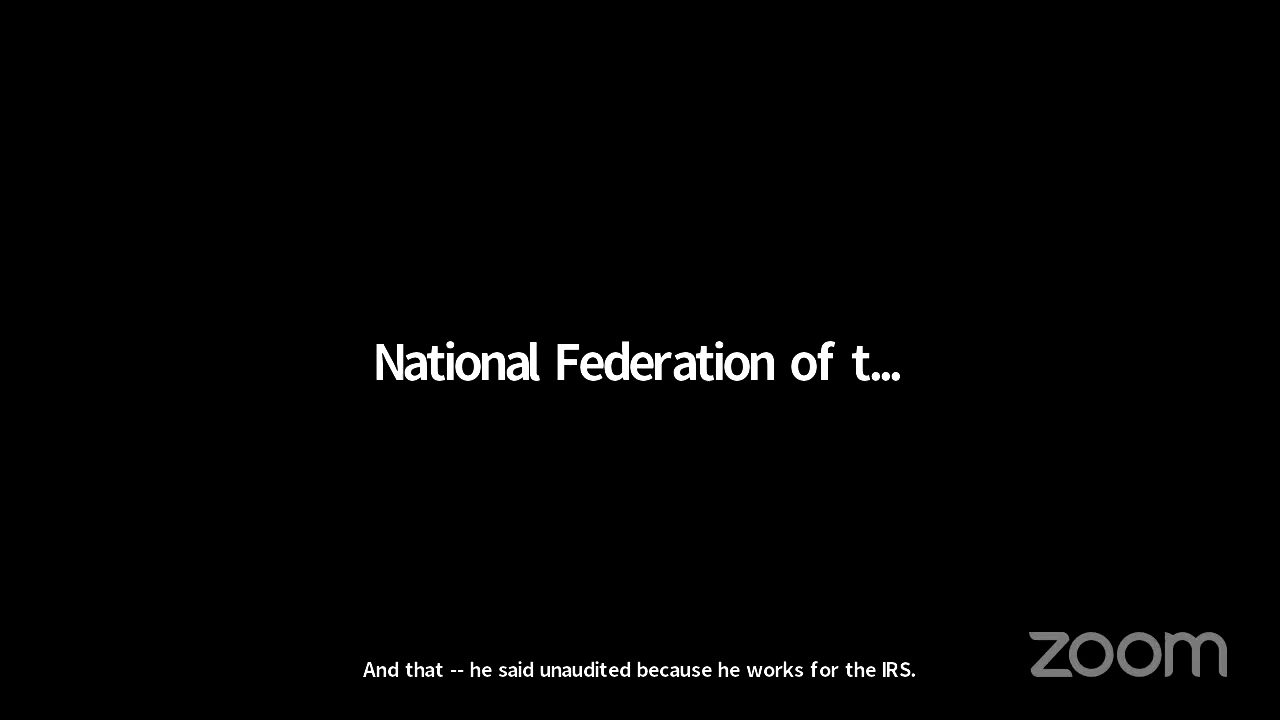 National Federation of t...
And that -- he said unaudited because he works for the IRS.
zoom